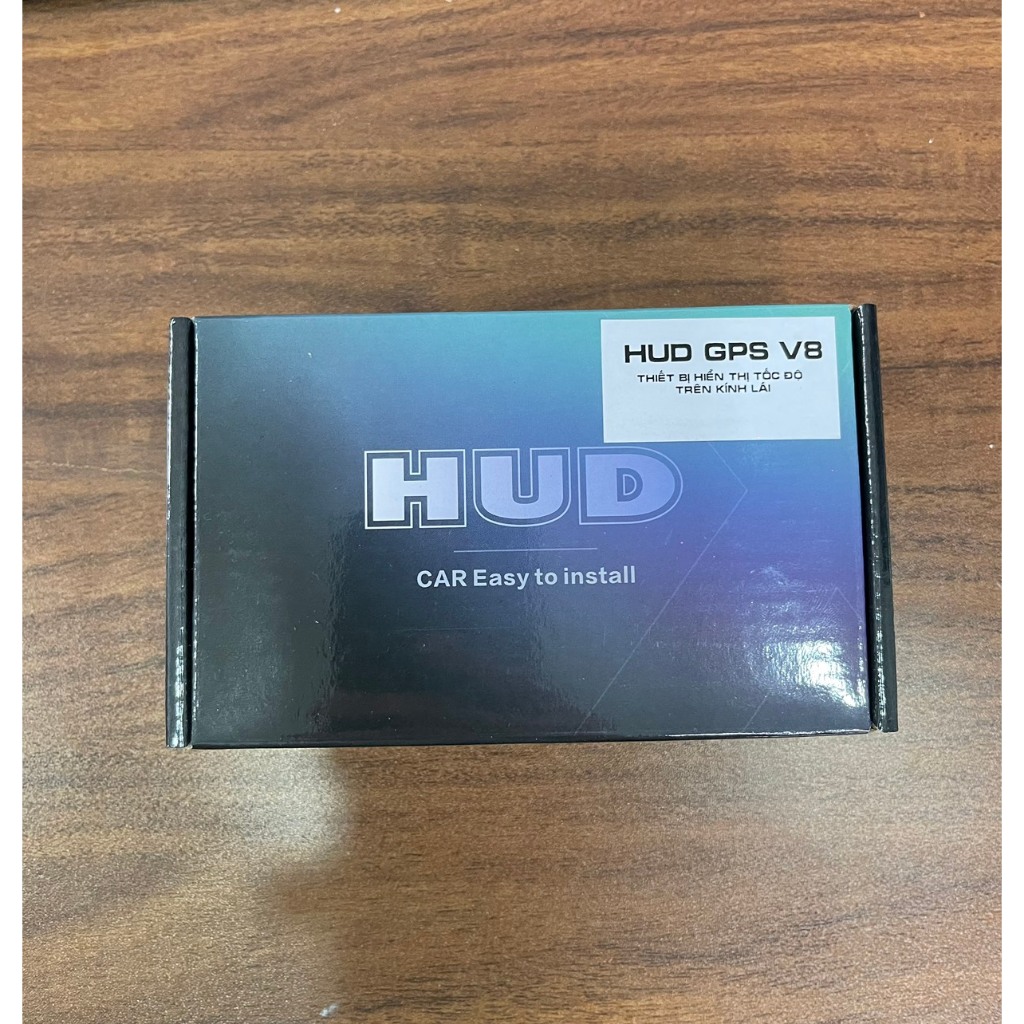 HUD GPS V8
THIẾT BỊ HIỂN THỊ TỐC ĐỘ
TRÊN KÍNH LÁI
HUD
CAR Easy to install